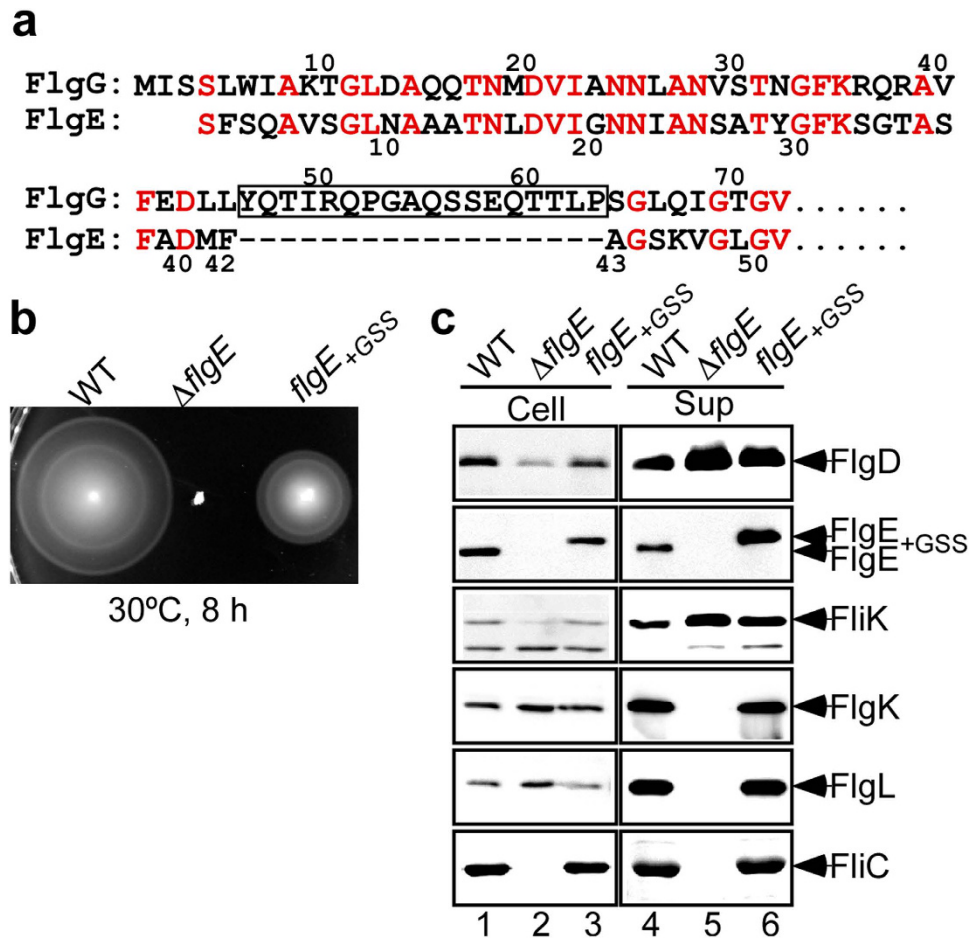 a
10 20 30 40
FlgG: MISSLWIAKTGLDAQQTNMDVIANNLANVSTNGFKRQRAV
FlgE: SFSQAVSGLNAAATNLDVIGNNIANSATYGFKSGTAS
10 20 30
50 60 70
FlgG: FEDLLYQTIRQPGAQSSEQTTLPSGLQIGTGV......
FlgE: FADMF------------------AGSKVGLGV......
40 42 43 50
b
WT ΔflgE flgE+GSS
30ºC, 8 h
c
WT ΔflgE flgE+GSS WT ΔflgE flgE+GSS
Cell Sup
FlgD
FlgE+GSS
FlgE
FliK
FlgK
FlgL
FliC
1 2 3 4 5 6